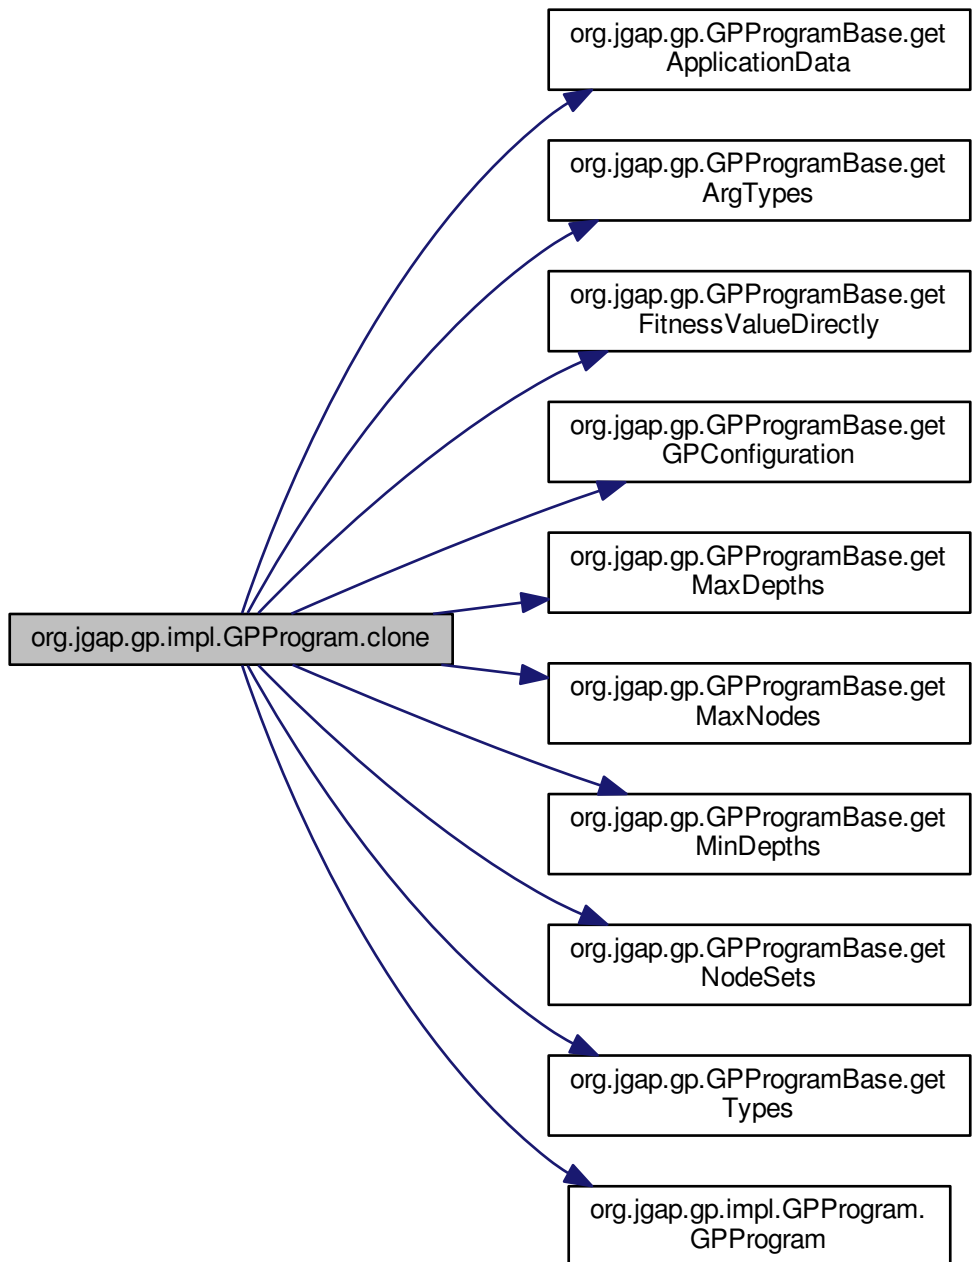 org.jgap.gp.GPProgramBase.get
ApplicationData
org.jgap.gp.GPProgramBase.get
ArgTypes
org.jgap.gp.GPProgramBase.get
FitnessValueDirectly
org.jgap.gp.GPProgramBase.get
GPConfiguration
org.jgap.gp.GPProgramBase.get
MaxDepths
org.jgap.gp.impl.GPProgram.clone
org.jgap.gp.GPProgramBase.get
MaxNodes
org.jgap.gp.GPProgramBase.get
MinDepths
org.jgap.gp.GPProgramBase.get
NodeSets
org.jgap.gp.GPProgramBase.get
Types
org.jgap.gp.impl.GPProgram.
GPProgram